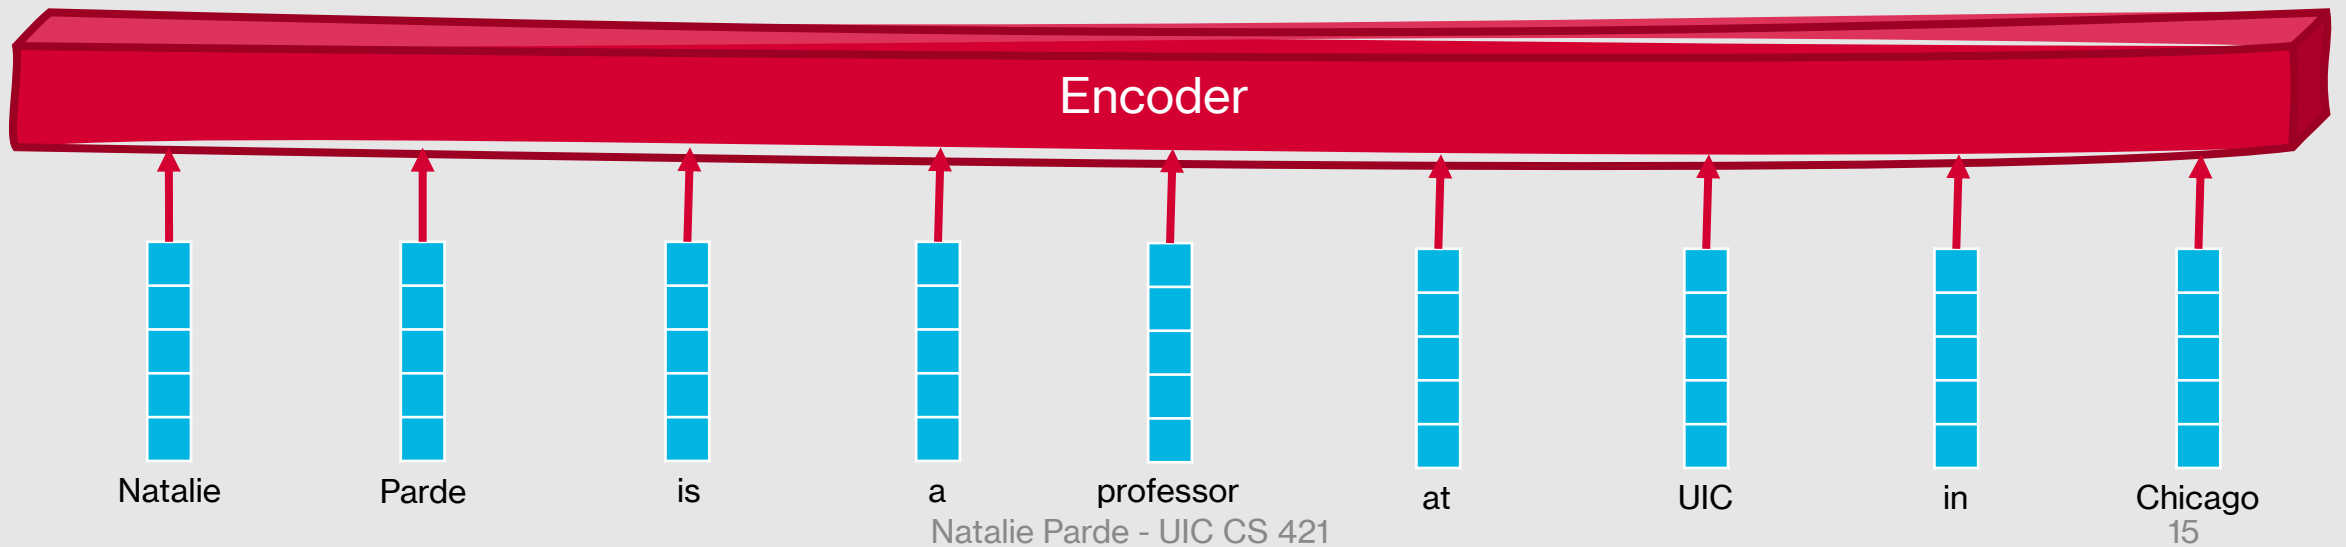 Encoder
Natalie Parde is a professor at UIC in Chicago
Natalie Parde - UIC CS 421 15